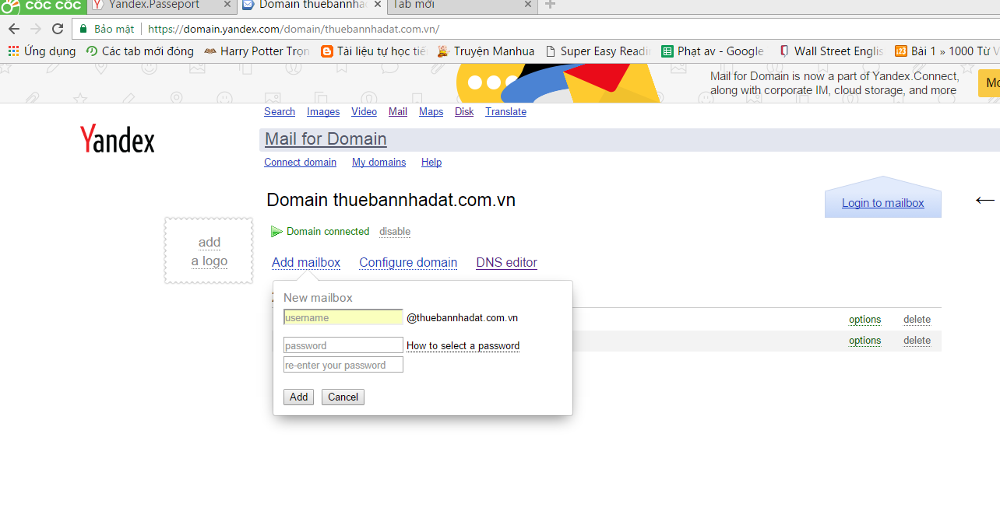 CỐC CỐC Yandex.Passeport × Domain thuebannha × Tab mới ×
Bảo mật https://domain.yandex.com/domain/thuebannhadat.com.vn/
Ứng dụng Các tab mới đóng Harry Potter Trọn Tài liệu tự học tiế Truyện Manhua Super Easy Readin Phạt av - Google Wall Street Englis Bài 1 » 1000 Từ V
Mail for Domain is now a part of Yandex.Connect,
along with corporate IM, cloud storage, and more
Mo
Search Images Video Mail Maps Disk Translate
Yandex
Mail for Domain
Connect domain My domains Help
Domain thuebannhadat.com.vn
Login to mailbox
Domain connected disable
add
a logo
Add mailbox Configure domain DNS editor
New mailbox
username @thuebannhadat.com.vn
options delete
password How to select a password
options delete
re-enter your password
Add Cancel